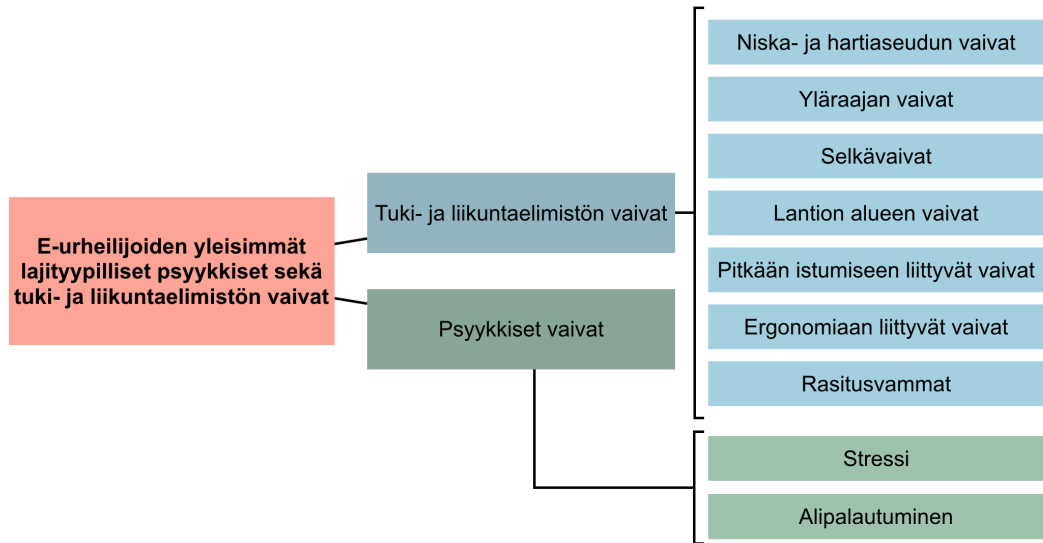 E-urheilijoiden yleisimmät
lajityypilliset psyykkiset sekä
tuki- ja liikuntaelimistön vaivat
Tuki- ja liikuntaelimistön vaivat
Niska- ja hartiaseudun vaivat
Yläraajan vaivat
Selkävaivat
Lantion alueen vaivat
Pitkään istumiseen liittyvät vaivat
Ergonomiaan liittyvät vaivat
Rasitusvammat
Psyykkiset vaivat
Stressi
Alipalautuminen